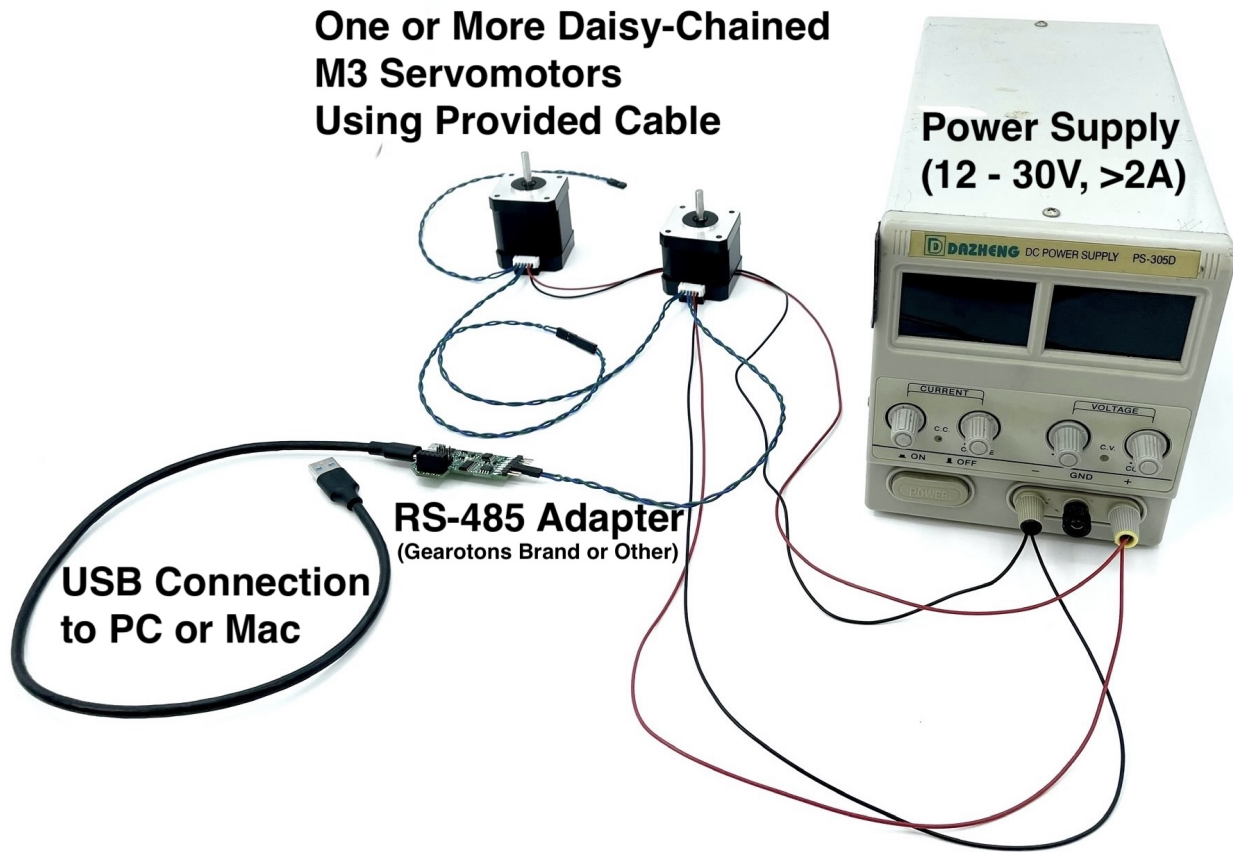 One or More Daisy-Chained
M3 Servomotors
Using Provided Cable
Power Supply
(12 - 30V, >2A)
D DAZHENG DC POWER SUPPLY PS-305D
CURRENT
VOLTAGE
C.C.
C.V.
ON
OFF
− GND +
POWER
RS-485 Adapter
(Gearotons Brand or Other)
USB Connection
to PC or Mac